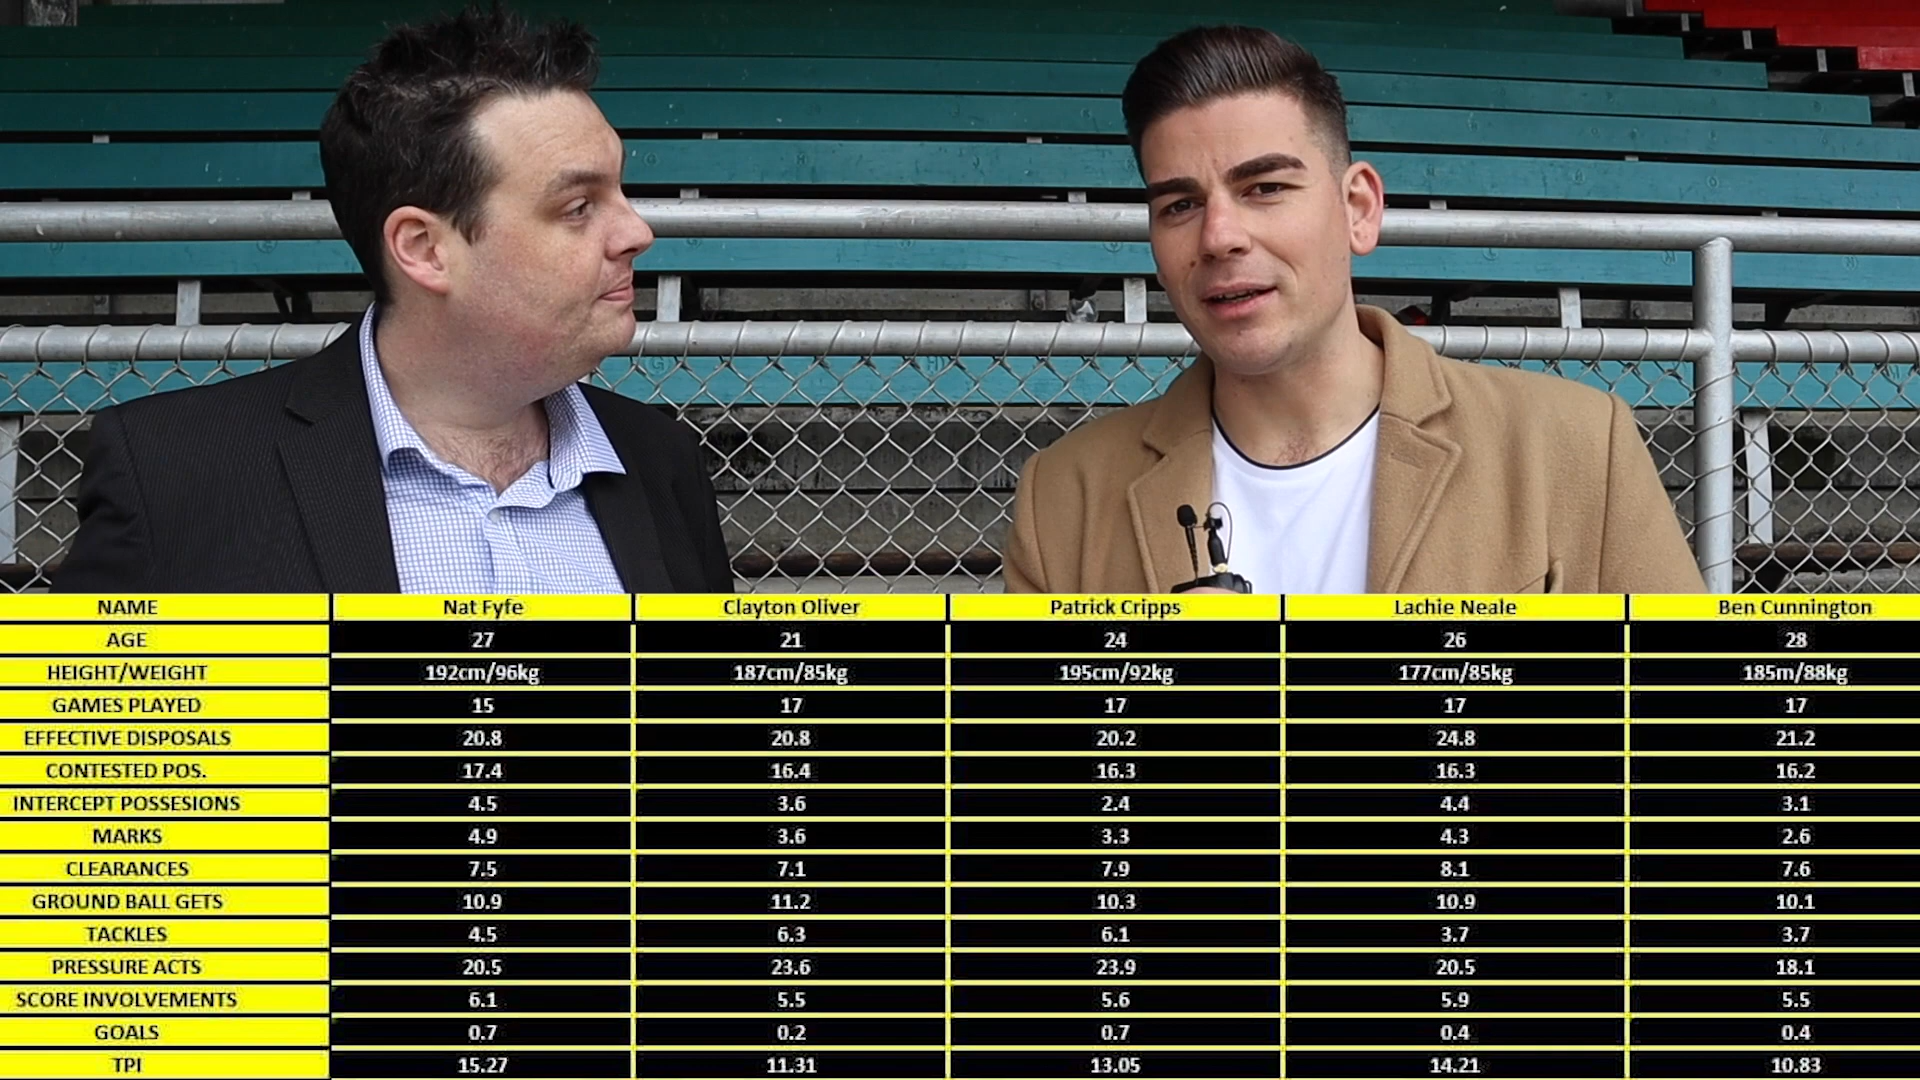 NAME Nat Fyfe Clayton Oliver Patrick Cripps Lachie Neale Ben Cunnington
AGE 27 21 24 26 28
HEIGHT/WEIGHT 192cm/96kg 187cm/85kg 195cm/92kg 177cm/85kg 185m/88kg
GAMES PLAYED 15 17 17 17 17
EFFECTIVE DISPOSALS 20.8 20.8 20.2 24.8 21.2
CONTESTED POS. 17.4 16.4 16.3 16.3 16.2
INTERCEPT POSSESIONS 4.5 3.6 2.4 4.4 3.1
MARKS 4.9 3.6 3.3 4.3 2.6
CLEARANCES 7.5 7.1 7.9 8.1 7.6
GROUND BALL GETS 10.9 11.2 10.3 10.9 10.1
TACKLES 4.5 6.3 6.1 3.7 3.7
PRESSURE ACTS 20.5 23.6 23.9 20.5 18.1
SCORE INVOLVEMENTS 6.1 5.5 5.6 5.9 5.5
GOALS 0.7 0.2 0.7 0.4 0.4
TPI 15.27 11.31 13.05 14.21 10.83